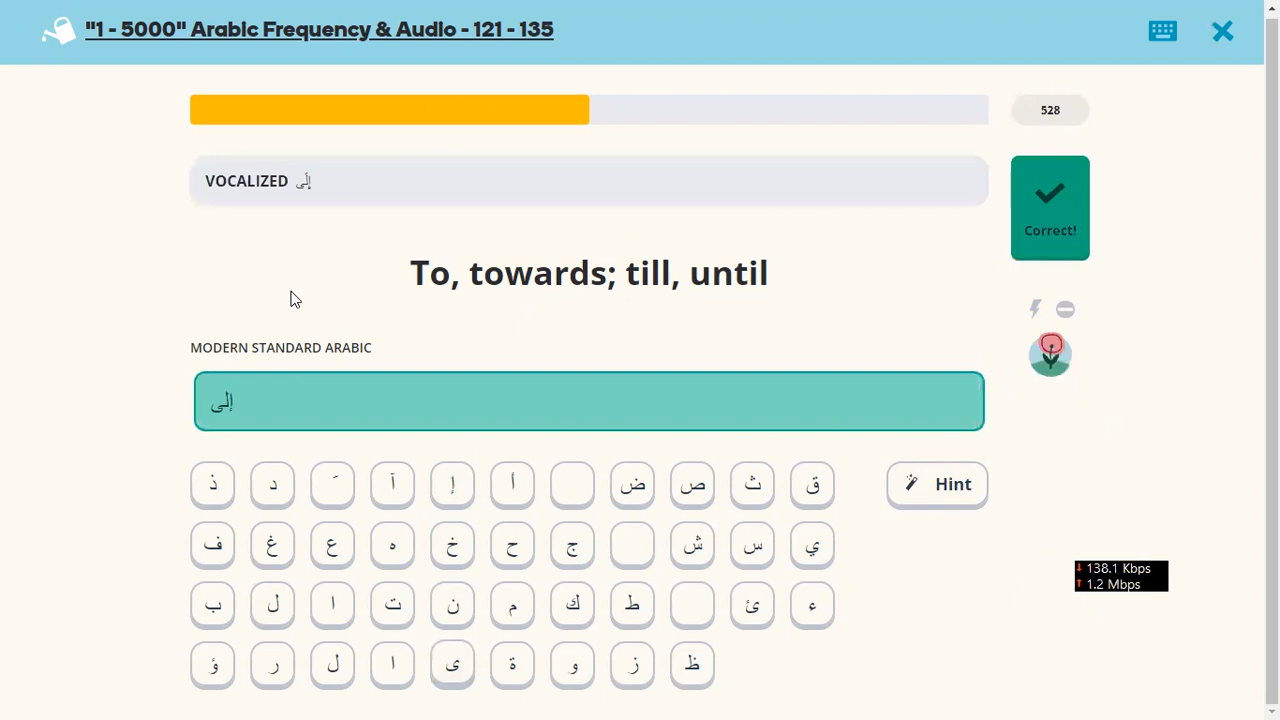 "1 - 5000" Arabic Frequency & Audio - 121 - 135
528
VOCALIZED إِلَى
Correct!
To, towards; till, until
MODERN STANDARD ARABIC
إلى
ذ د َ آ إ أ ض ص ث ق
Hint
ف غ ع ه خ ح ج ش س ي
138.1 Kbps
1.2 Mbps
ب ل ا ت ن م ك ط ئ ء
ؤ ر ل ا ى ة و ز ظ